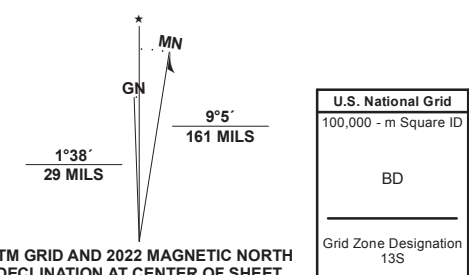 ★
MN
GN
9°5´
161 MILS
1°38´
29 MILS
TM GRID AND 2022 MAGNETIC NORTH
DECLINATION AT CENTER OF SHEET
U.S. National Grid
100,000 - m Square ID
BD
Grid Zone Designation
13S